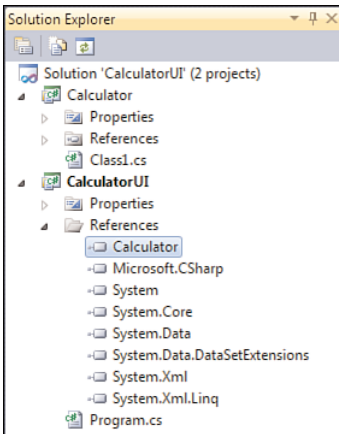 Solution Explorer
Solution 'CalculatorUI' (2 projects)
Calculator
Properties
References
Class1.cs
CalculatorUI
Properties
References
Calculator
Microsoft.CSharp
System
System.Core
System.Data
System.Data.DataSetExtensions
System.Xml
System.Xml.Linq
Program.cs